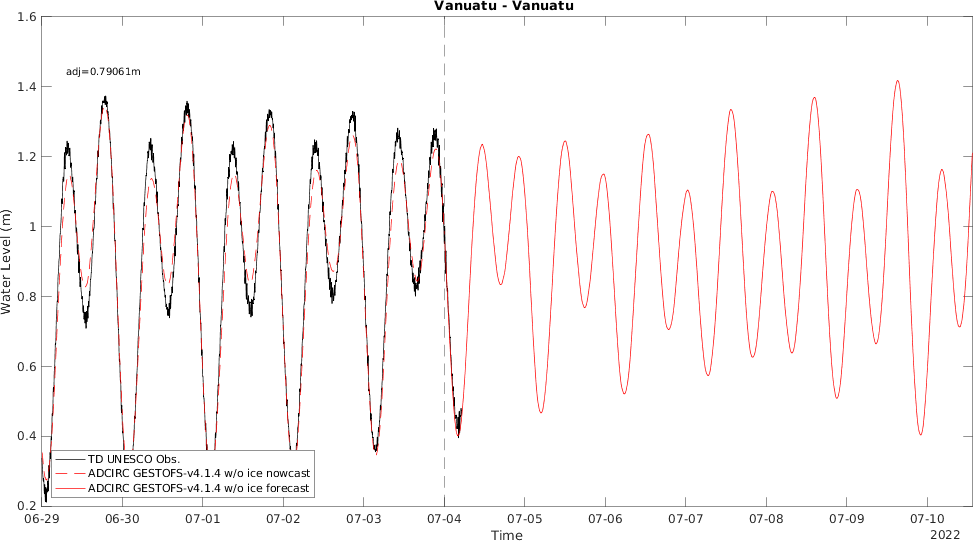 Vanuatu - Vanuatu
1.6
1.4
1.2
1
0.8
0.6
0.4
0.2
Water Level (m)
adj=0.79061m
TD UNESCO Obs.
ADCIRC GESTOFS-v4.1.4 w/o ice nowcast
ADCIRC GESTOFS-v4.1.4 w/o ice forecast
06-29 06-30 07-01 07-02 07-03 07-04 07-05 07-06 07-07 07-08 07-09 07-10
2022
Time